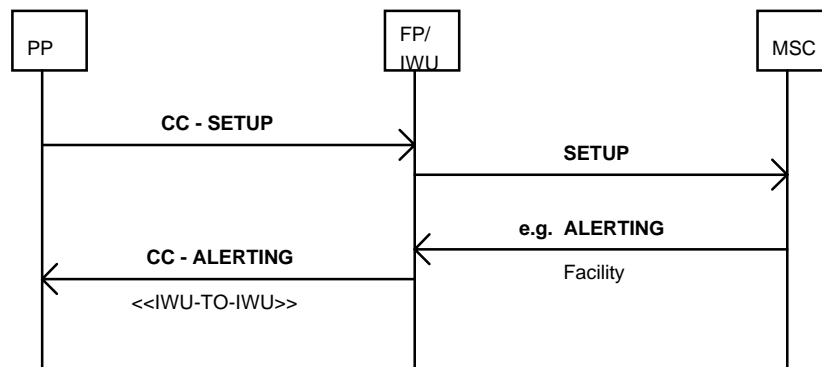 PP
FP/
IWU
MSC
CC - SETUP
SETUP
e.g. ALERTING
CC - ALERTING
Facility
<<IWU-TO-IWU>>